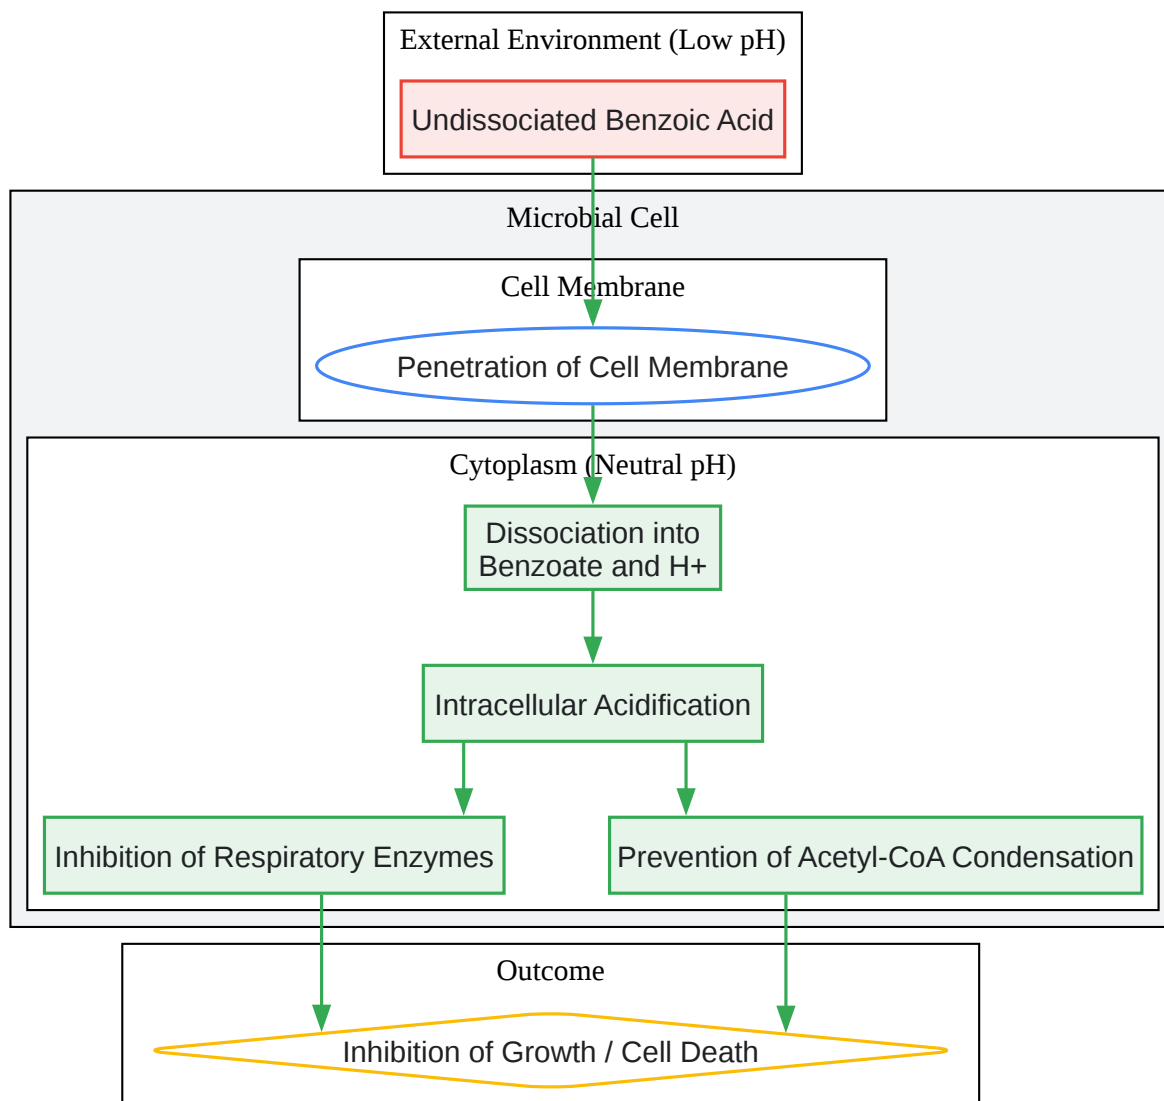 External Environment (Low pH)
Undissociated Benzoic Acid
Microbial Cell
Cell Membrane
Penetration of Cell Membrane
Cytoplasm (Neutral pH)
Dissociation into
Benzoate and H+
Intracellular Acidification
Inhibition of Respiratory Enzymes
Prevention of Acetyl-CoA Condensation
Outcome
Inhibition of Growth / Cell Death